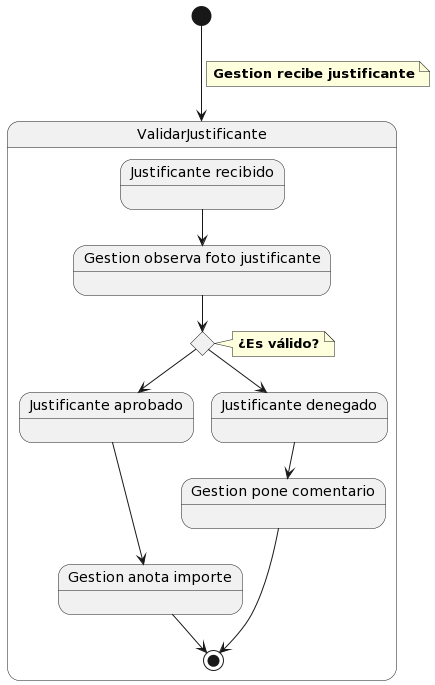 Gestion recibe justificante
ValidarJustificante
Justificante recibido
Gestion observa foto justificante
¿Es válido?
Justificante aprobado
Justificante denegado
Gestion pone comentario
Gestion anota importe